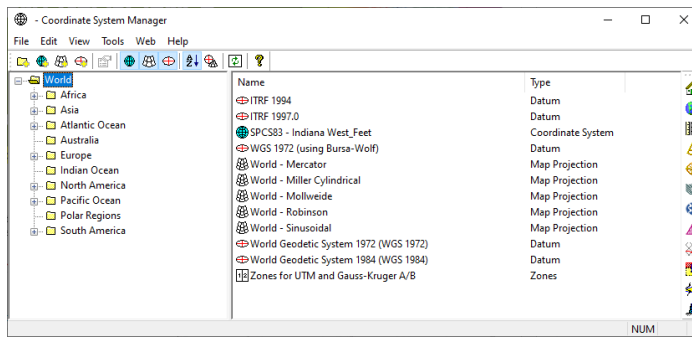 - Coordinate System Manager
File Edit View Tools Web Help
World
Africa
Asia
Atlantic Ocean
Australia
Europe
Indian Ocean
North America
Pacific Ocean
Polar Regions
South America
Name Type
ITRF 1994 Datum
ITRF 1997.0 Datum
SPCS83 - Indiana West_Feet Coordinate System
WGS 1972 (using Bursa-Wolf) Datum
World - Mercator Map Projection
World - Miller Cylindrical Map Projection
World - Mollweide Map Projection
World - Robinson Map Projection
World - Sinusoidal Map Projection
World Geodetic System 1972 (WGS 1972) Datum
World Geodetic System 1984 (WGS 1984) Datum
Zones for UTM and Gauss-Kruger A/B Zones
NUM